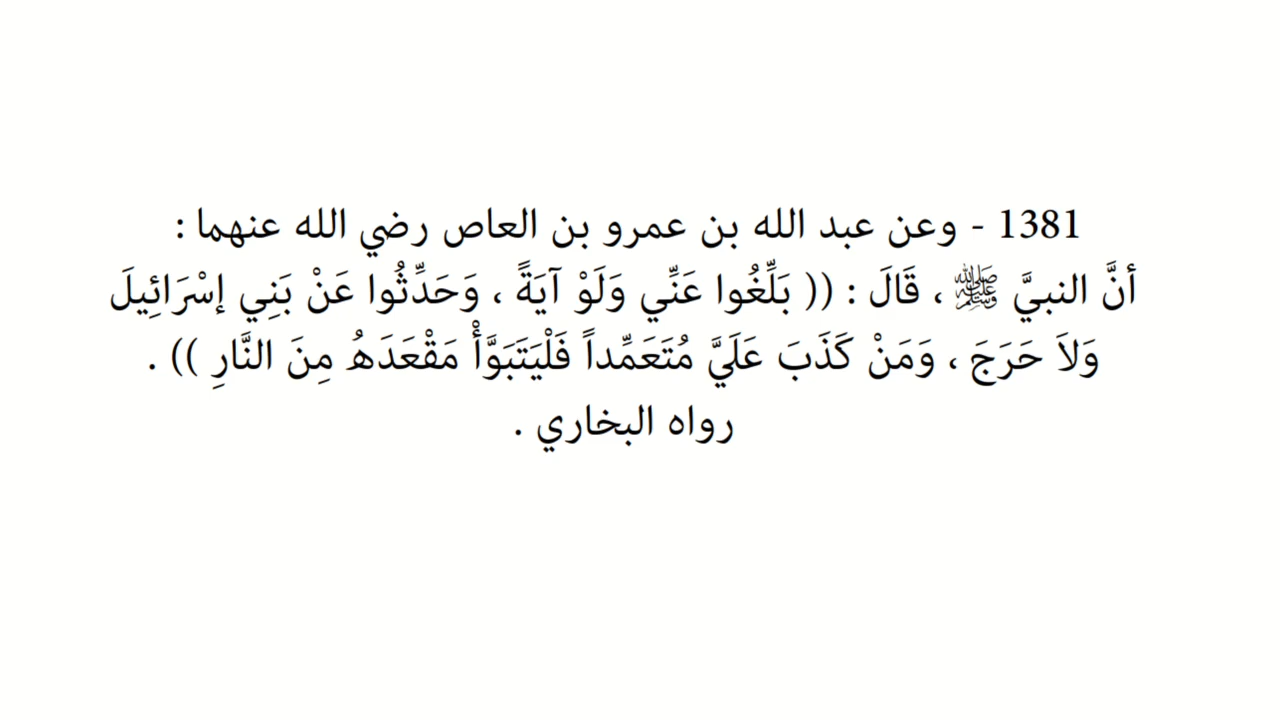 1381 - وعن عبد الله بن عمرو بن العاص رضي الله عنهما :
أنَّ النبيَّ ﷺ ، قَالَ : (( بَلِّغُوا عَنِّي وَلَوْ آيَةً ، وَحَدِّثُوا عَنْ بَنِي إسْرَائِيلَ
وَلاَ حَرَجَ ، وَمَنْ كَذَبَ عَلَيَّ مُتَعَمِّداً فَلْيَتَبَوَّأْ مَقْعَدَهُ مِنَ النَّارِ )) .
رواه البخاري .